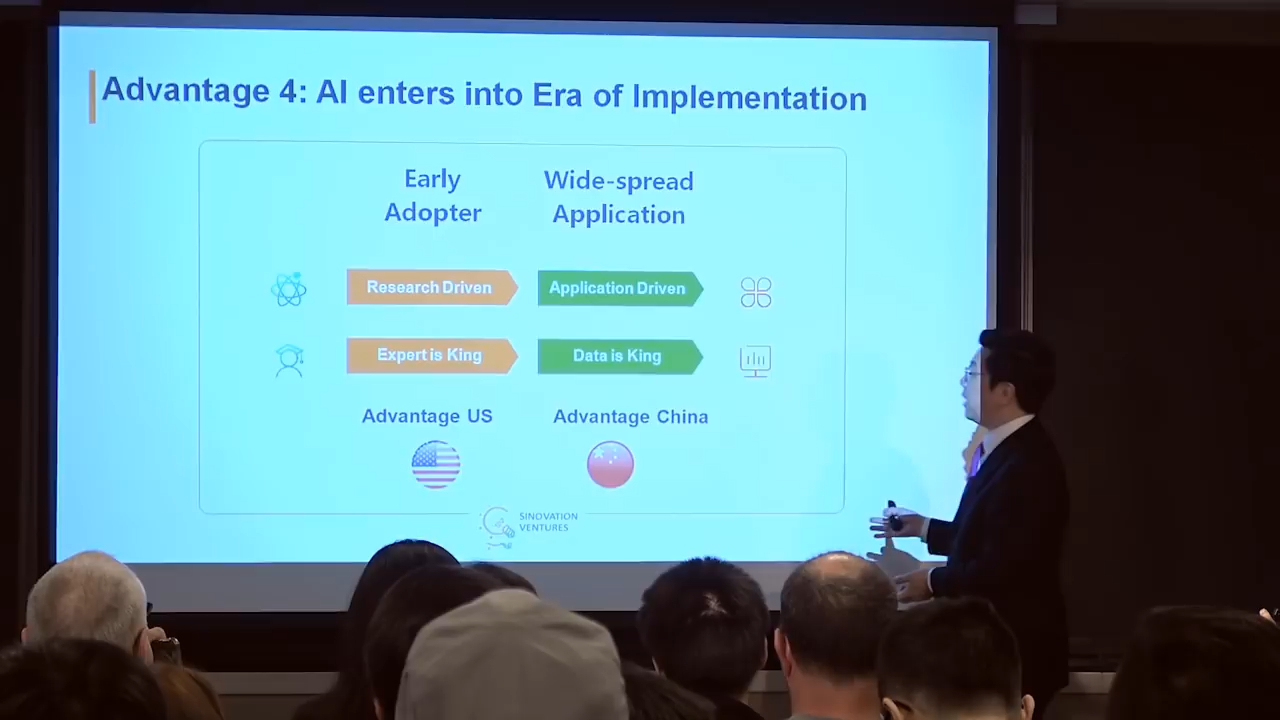 Advantage 4: AI enters into Era of Implementation
Early
Adopter
Wide-spread
Application
Research Driven
Application Driven
Expert is King
Data is King
Advantage US
Advantage China
SINOVATION
VENTURES